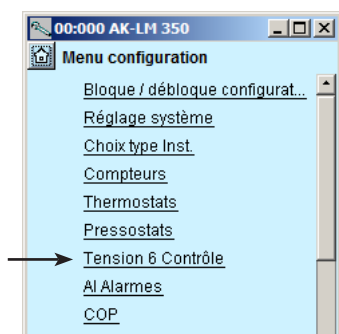 00:000 AK-LM 350
Menu configuration
Bloque / débloque configurat...
Réglage système
Choix type Inst.
Compteurs
Thermostats
Pressostats
Tension 6 Contrôle
AI Alarmes
COP